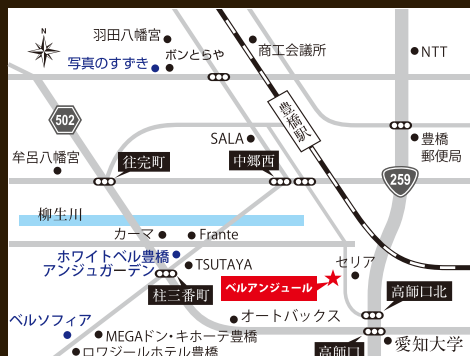 羽田八幡宮
ボンとらや
商工会議所
NTT
写真のすずき
502
豊橋駅
SALA
豊橋
郵便局
牟呂八幡宮
往完町
中郷西
259
柳生川
カーマ
Frante
ホワイトベル豊橋
アンジュガーデン
TSUTAYA
セリア
ベルアンジュール
柱三番町
高師口北
オートバックス
ベルソフィア
MEGAドン・キホーテ豊橋
高師口
愛知大学
ロワジールホテル豊橋